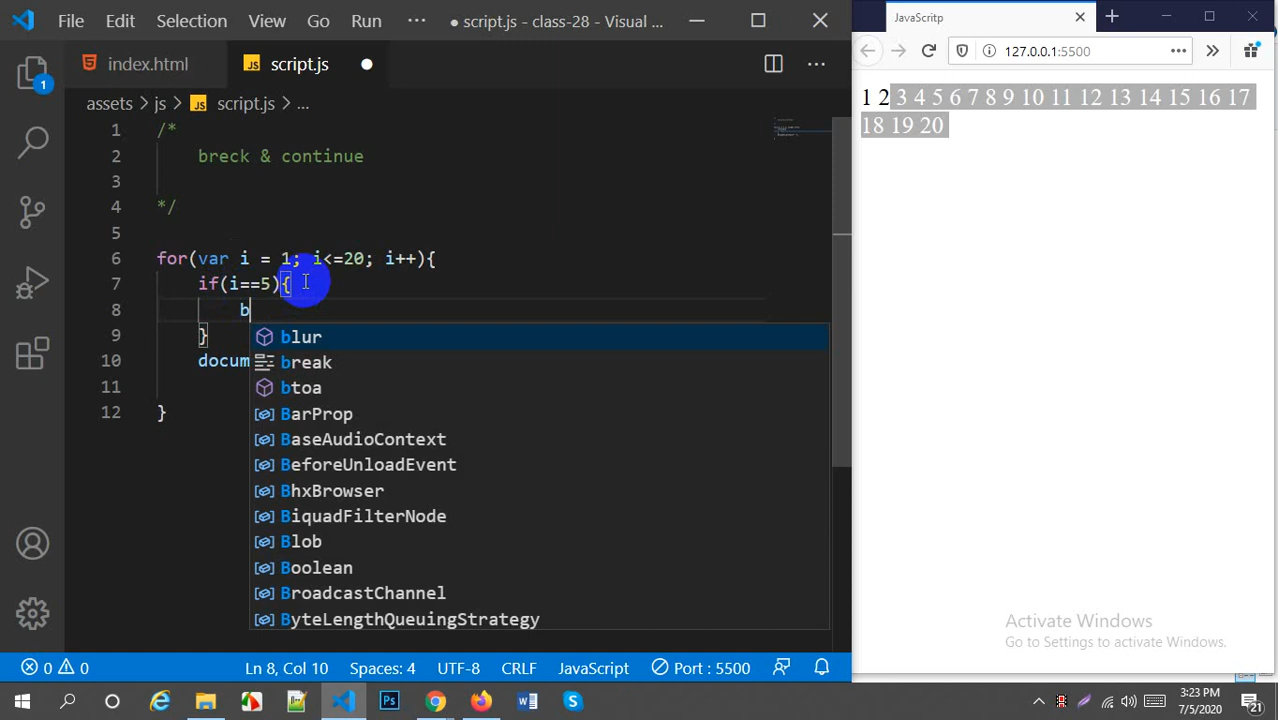 File Edit Selection View Go Run ··· ● script.js - class-28 - Visual ...
index.html script.js
assets > js > JS script.js > ...
1 /*
2 breck & continue
3
4 */
5
6 for(var i = 1; i<=20; i++){
7 if(i==5){
8 b
9 }
10 docum
11
12 }
blur
break
btoa
BarProp
BaseAudioContext
BeforeUnloadEvent
BhxBrowser
BiquadFilterNode
Blob
Boolean
BroadcastChannel
ByteLengthQueuingStrategy
1
0 0 Ln 8, Col 10 Spaces: 4 UTF-8 CRLF JavaScript Port : 5500
JavaScritp
127.0.0.1:5500
1 2 3 4 5 6 7 8 9 10 11 12 13 14 15 16 17
18 19 20
Activate Windows
Go to Settings to activate Windows.
3:23 PM
7/5/2020
21